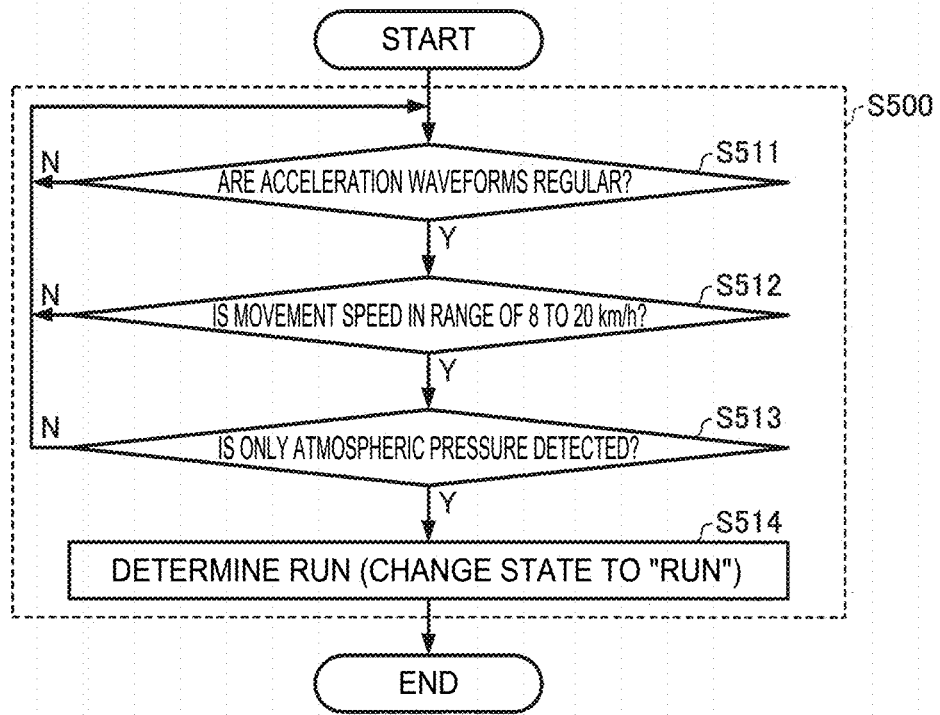 START
S500
S511
N
ARE ACCELERATION WAVEFORMS REGULAR?
Y
S512
N
IS MOVEMENT SPEED IN RANGE OF 8 TO 20 km/h?
Y
S513
N
IS ONLY ATMOSPHERIC PRESSURE DETECTED?
Y
S514
DETERMINE RUN (CHANGE STATE TO "RUN")
END